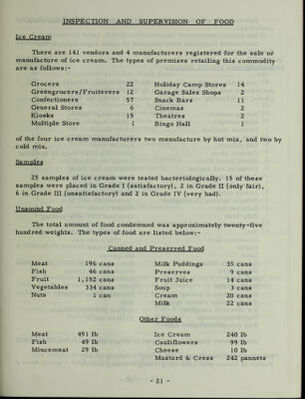 INSPECTION AND SUPERVISION OF FOOD
Ice Cream
There are 141 vendors and 4 manufacturers registered for the sale or
manufacture of ice cream. The types of premises retailing this commodity
are as follows:-
Grocers 22 Holiday Camp Stores 14
Greengrocers/Fruiterers 12 Garage Sales Shops 2
Confectioners 57 Snack Bars 11
General Stores 6 Cinemas 2
Kiosks 15 Theatres 2
Multiple Store 1 Bingo Hall 1
of the four ice cream manufacturers two manufacture by hot mix, and two by
cold mix.
Samples
25 samples of ice cream were tested bacteriologically. 15 of these
samples were placed in Grade I (satisfactory), 2 in Grade II (only fair),
6 in Grade III (unsatisfactory) and 2 in Grade IV (very bad).
Unsound Food
The total amount of food condemned was approximately twenty-five
hundred weights. The types of food are listed below:-
Canned and Preserved Food
Meat 196 cans Milk Puddings 35 cans
Fish 46 cans Preserves 9 cans
Fruit 1,152 cans Fruit Juice 14 cans
Vegetables 334 cans Soup 3 cans
Nuts 1 can Cream 20 cans
Milk 22 cans
Other Foods
Meat 491 lb Ice Cream 240 lb
Fish 49 lb Cauliflowers 99 lb
Mincemeat 29 lb Cheese 10 lb
Mustard & Cress 242 punnets
- 21 -